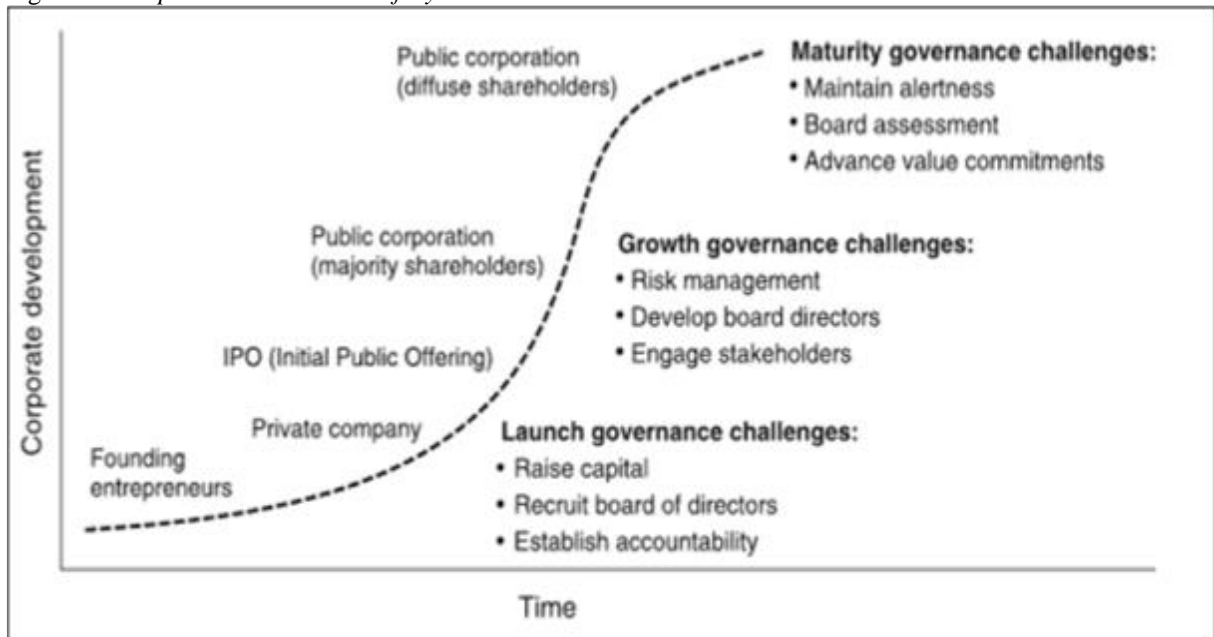 Public corporation
(diffuse shareholders)
Maturity governance challenges:
• Maintain alertness
• Board assessment
• Advance value commitments
Corporate development
Public corporation
(majority shareholders)
Growth governance challenges:
• Risk management
• Develop board directors
• Engage stakeholders
IPO (Initial Public Offering)
Private company
Launch governance challenges:
• Raise capital
• Recruit board of directors
• Establish accountability
Founding
entrepreneurs
Time